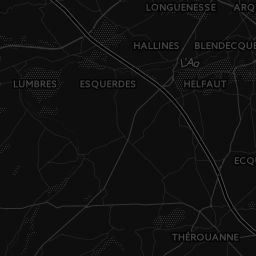 LONGUENESSE
ARQ
HALLINES
BLENDECQUE
L'Aa
LUMBRES
ESQUERDES
HELFAUT
ECQ
THÉROUANNE